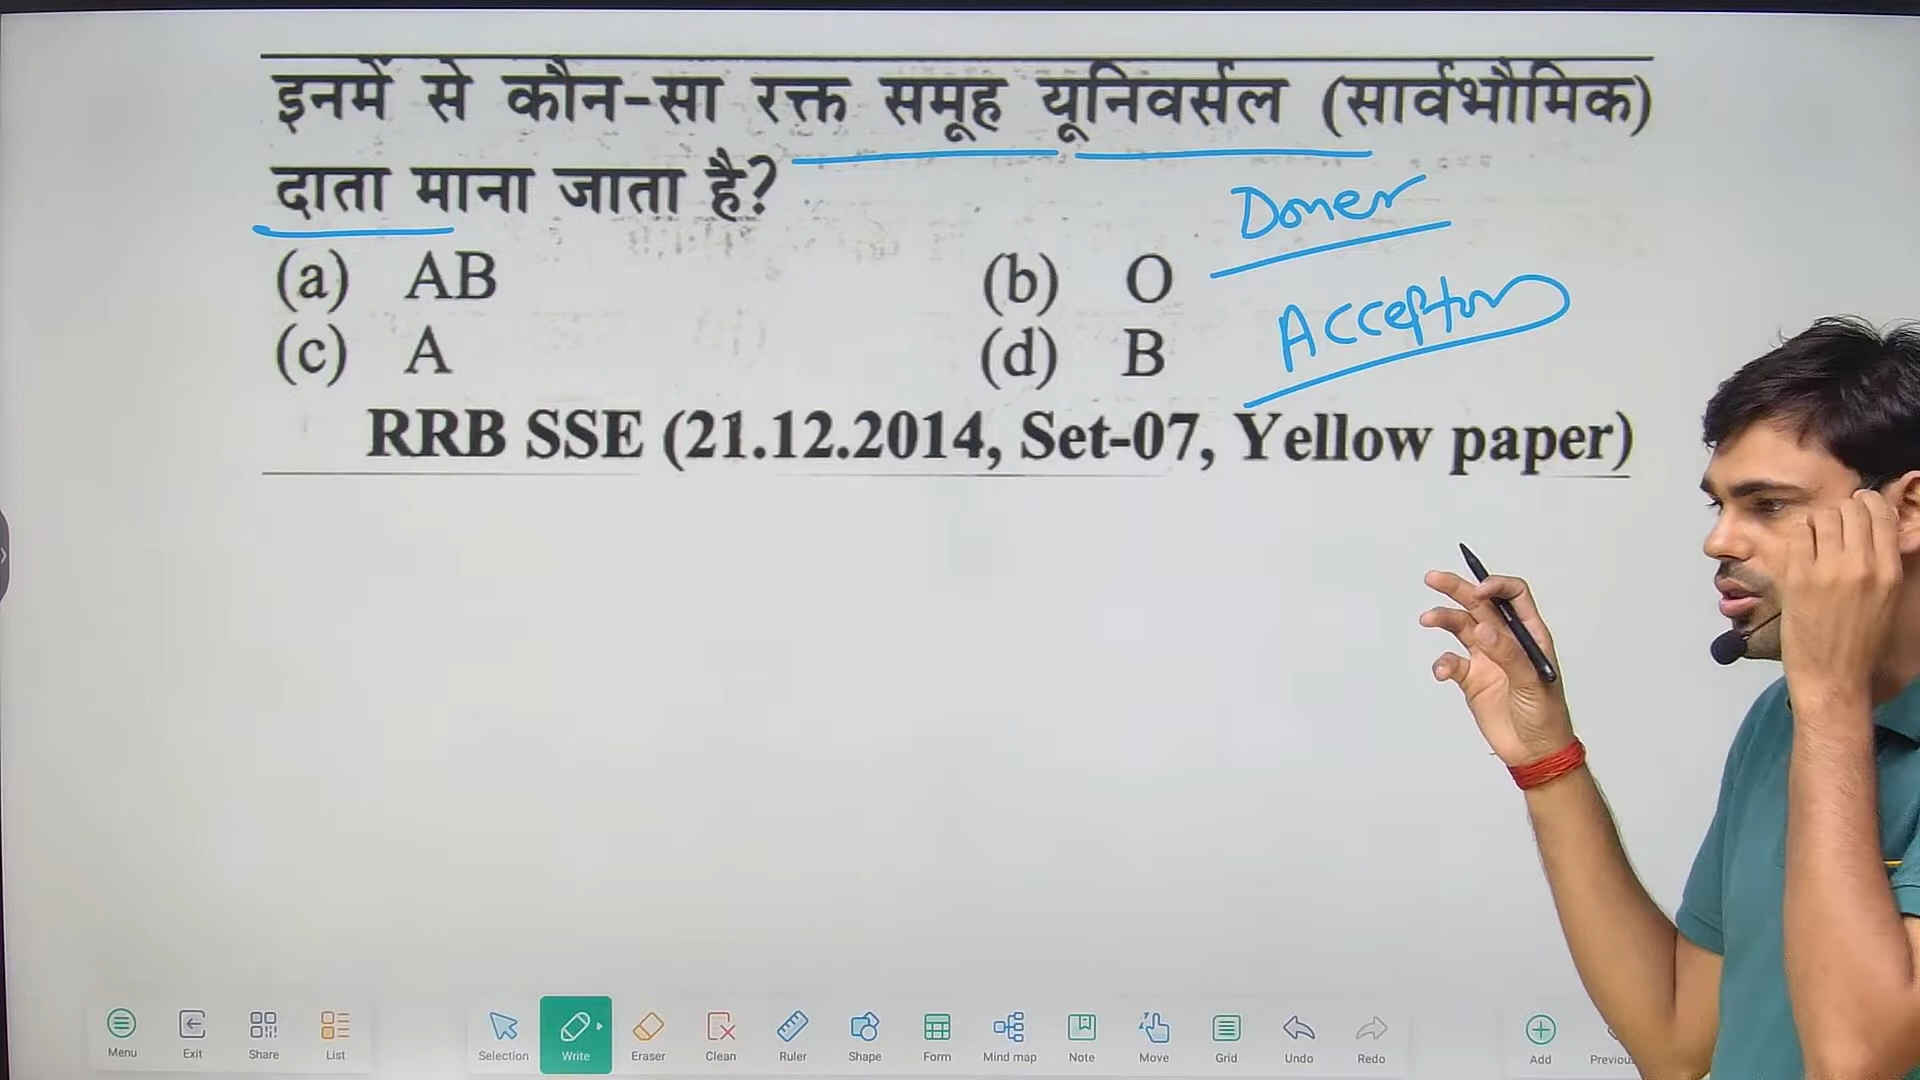 इनमें से कौन-सा रक्त समूह यूनिवर्सल (सार्वभौमिक)
दाता माना जाता है?
Doner
(a) AB (b) O
Acceptor
(c) A (d) B
RRB SSE (21.12.2014, Set-07, Yellow paper)
Menu Exit Share List Selection Write Eraser Clean Ruler Shape Form Mind map Note Move Grid Undo Redo Add